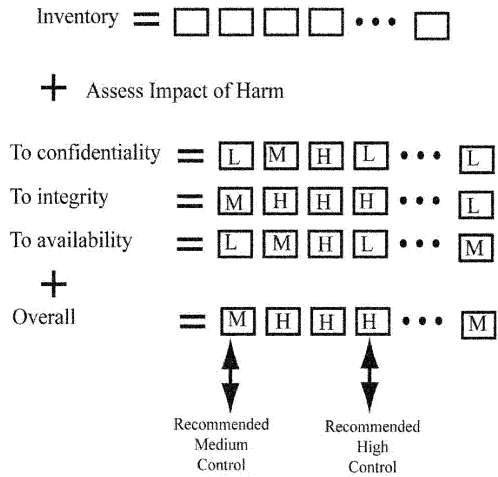 Inventory = □ □ □ □ ••• □
+ Assess Impact of Harm
To confidentiality = L M H L ••• L
To integrity = M H H H ••• L
To availability = L M H L ••• M
+
Overall = M H H H ••• M
Recommended Medium Control
Recommended High Control